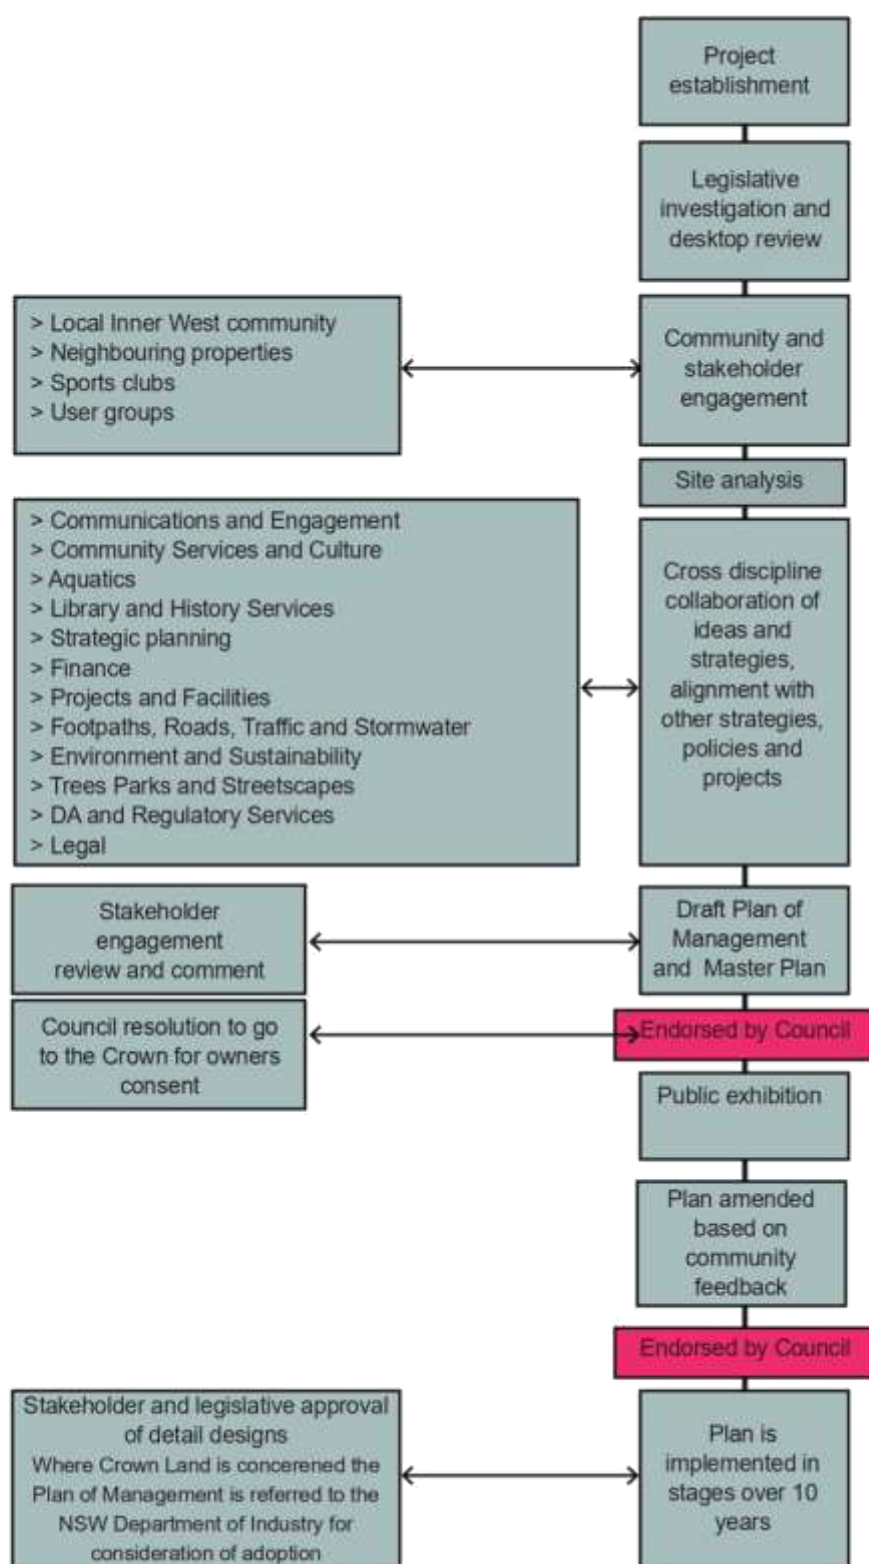 Project
establishment
Legislative
investigation and
desktop review
> Local Inner West community
> Neighbouring properties
> Sports clubs
> User groups
Community and
stakeholder
engagement
Site analysis
> Communications and Engagement
> Community Services and Culture
> Aquatics
> Library and History Services
> Strategic planning
> Finance
> Projects and Facilities
> Footpaths, Roads, Traffic and Stormwater
> Environment and Sustainability
> Trees Parks and Streetscapes
> DA and Regulatory Services
> Legal
Cross discipline
collaboration of
ideas and
strategies,
alignment with
other strategies,
policies and
projects
Stakeholder
engagement
review and comment
Draft Plan of
Management
and Master Plan
Council resolution to go
to the Crown for owners
consent
Endorsed by Council
Public exhibition
Plan amended
based on
community
feedback
Endorsed by Council
Stakeholder and legislative approval
of detail designs
Where Crown Land is concerened the
Plan of Management is referred to the
NSW Department of Industry for
consideration of adoption
Plan is
implemented in
stages over 10
years